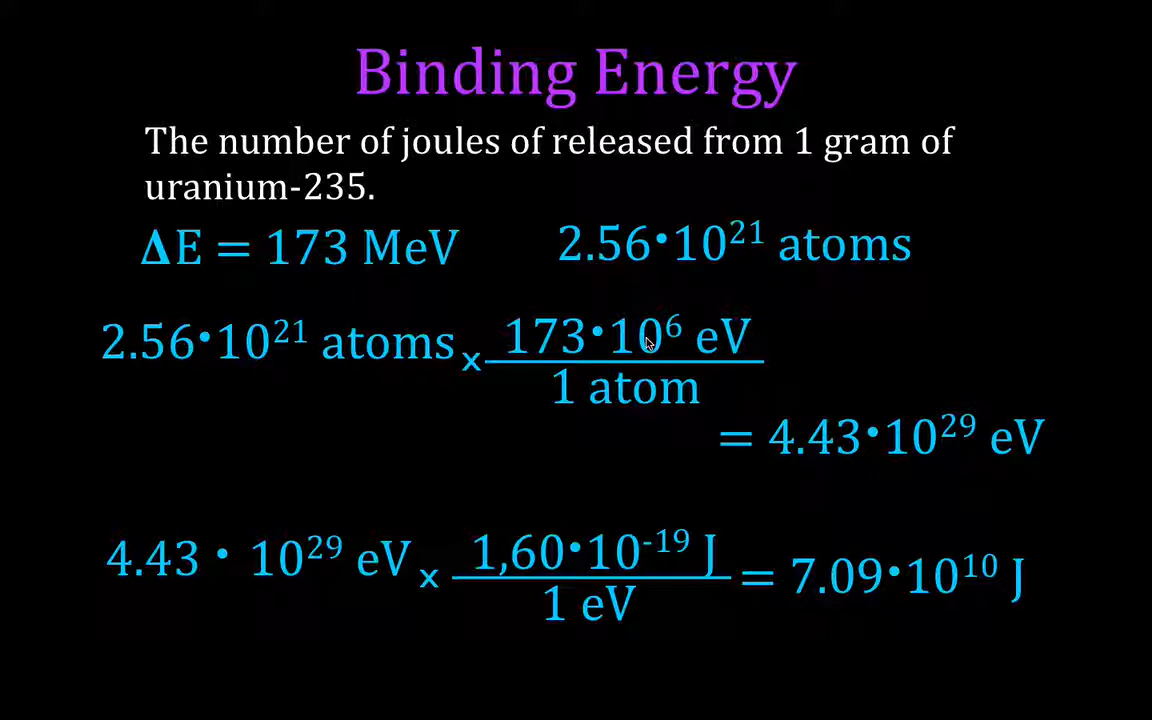 Binding Energy
The number of joules of released from 1 gram of
uranium-235.
ΔE = 173 MeV 2.56•10²¹ atoms
2.56•10²¹ atoms x 173•10⁶ eV
1 atom
= 4.43•10²⁹ eV
4.43 • 10²⁹ eV x 1,60•10⁻¹⁹ J = 7.09•10¹⁰ J
1 eV